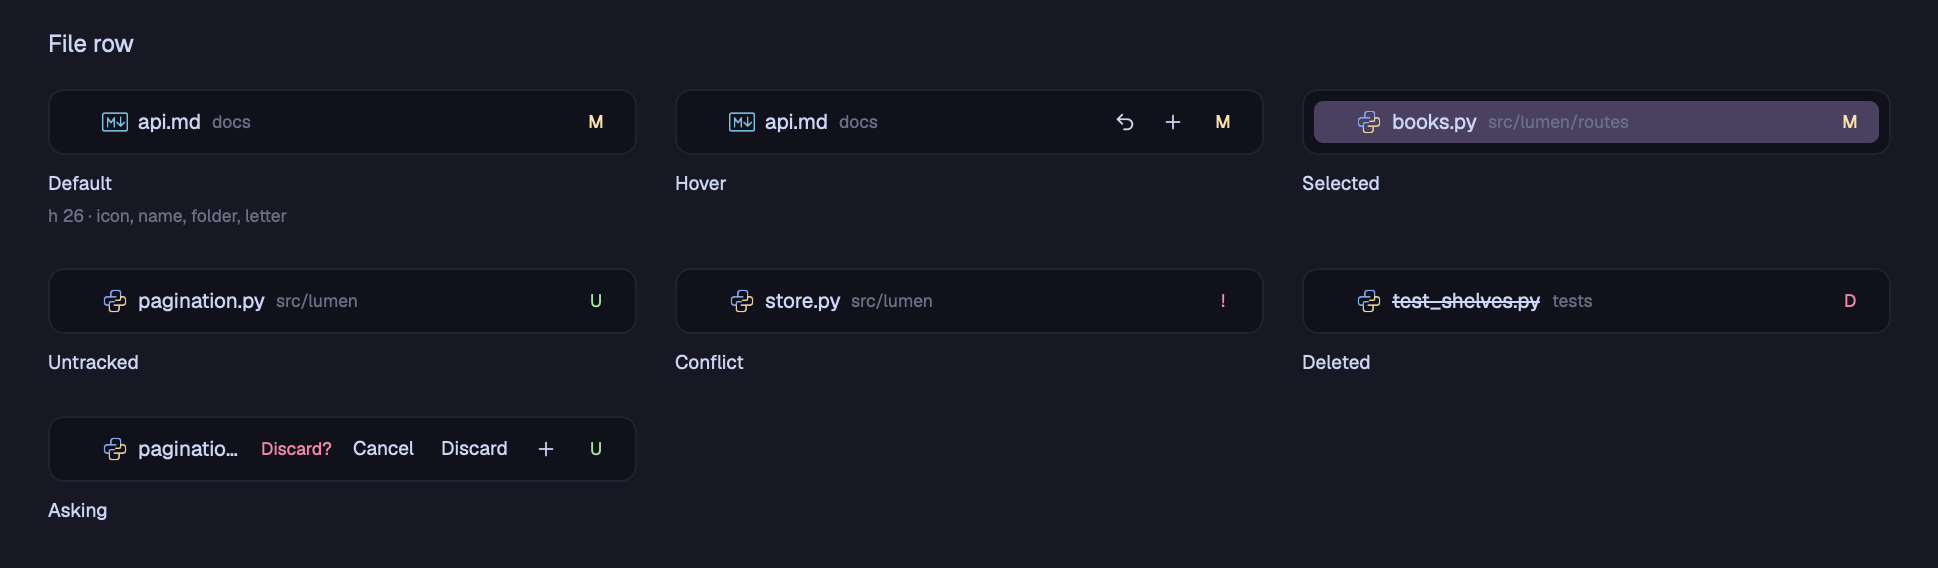 File row
api.md docs M
api.md docs M
books.py src/lumen/routes M
Default
Hover
Selected
h 26 · icon, name, folder, letter
pagination.py src/lumen U
store.py src/lumen !
test_shelves.py tests D
Untracked
Conflict
Deleted
paginatio... Discard? Cancel Discard + U
Asking